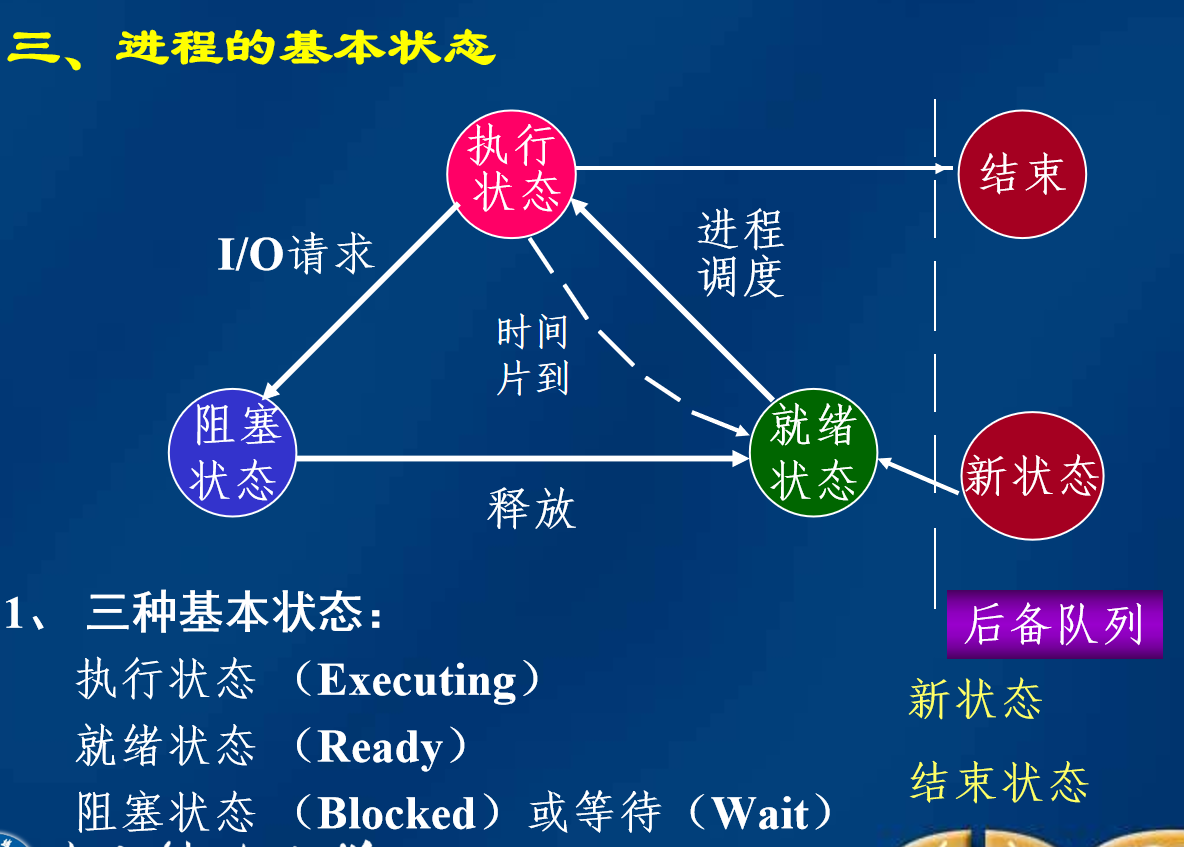 三、进程的基本状态
执行
状态
结束
进程
调度
I/O请求
时间
片到
阻塞
状态
就绪
状态
新状态
释放
1、 三种基本状态：
后备队列
执行状态 （Executing）
新状态
就绪状态 （Ready）
结束状态
阻塞状态 （Blocked）或等待（Wait）